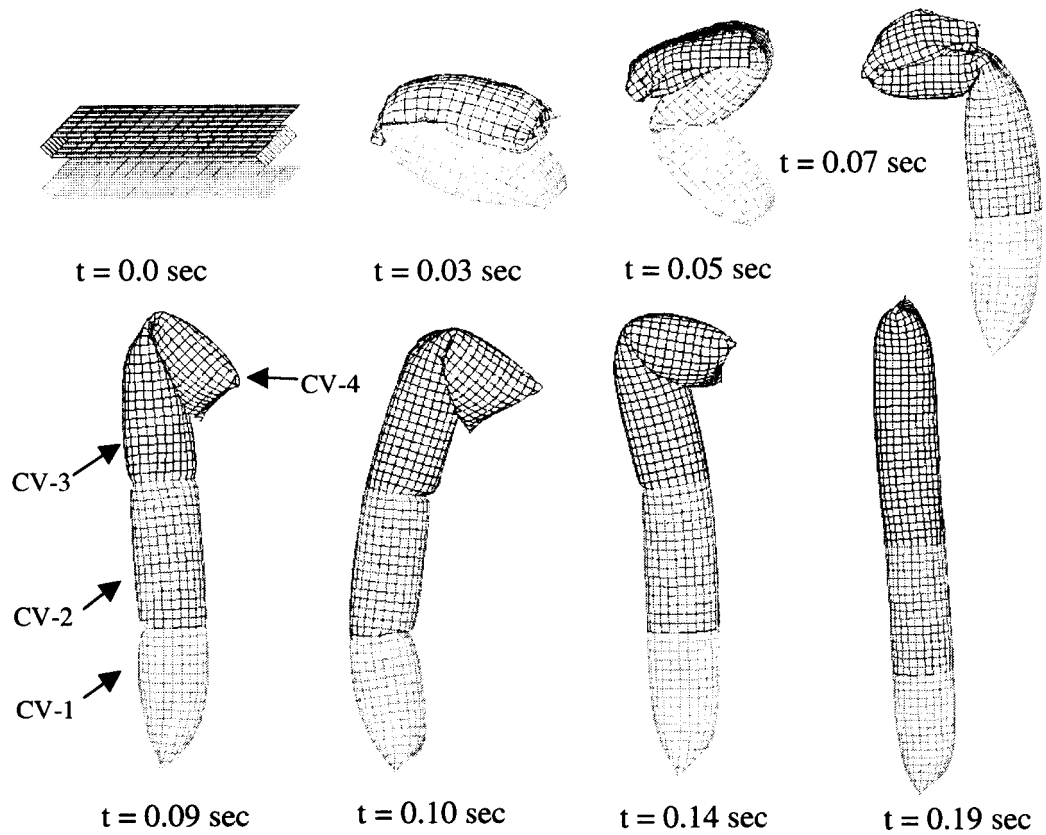 t = 0.07 sec
t = 0.0 sec
t = 0.03 sec
t = 0.05 sec
CV-4
CV-3
CV-2
CV-1
t = 0.09 sec
t = 0.10 sec
t = 0.14 sec
t = 0.19 sec